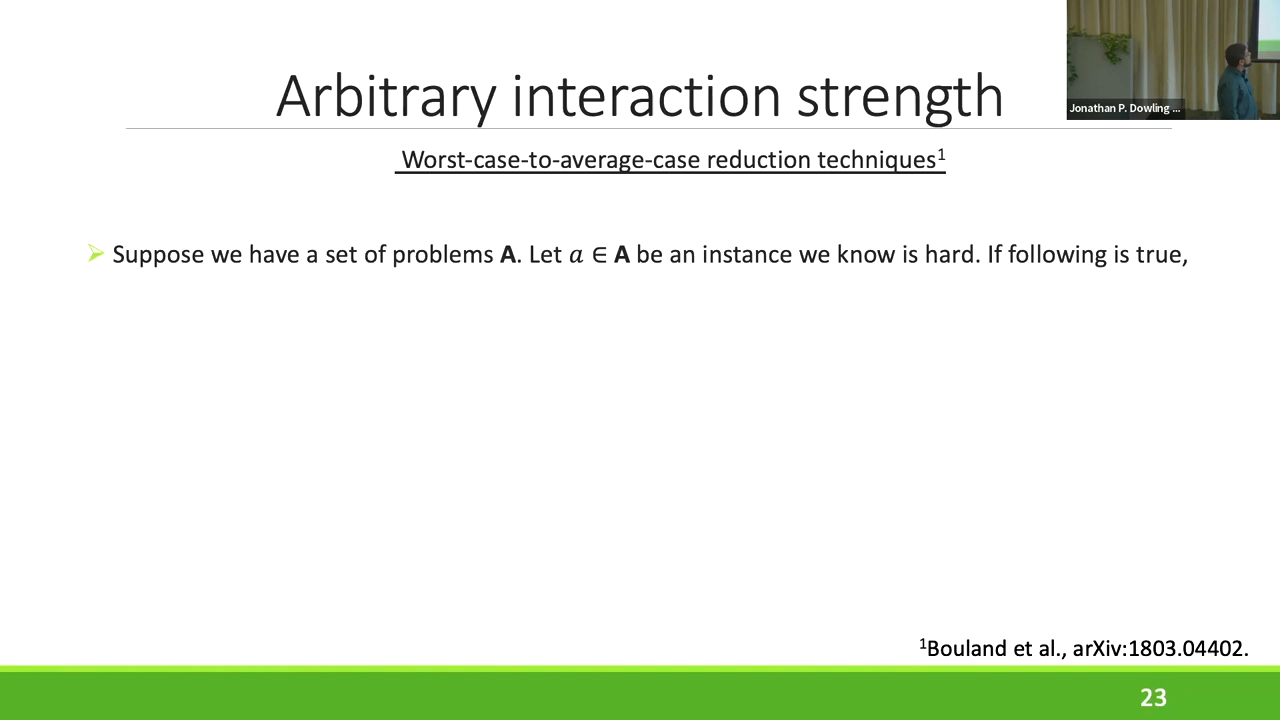 Arbitrary interaction strength
Jonathan P. Dowling ...
Worst-case-to-average-case reduction techniques¹
Suppose we have a set of problems A. Let 𝑎 ∈ A be an instance we know is hard. If following is true,
¹Bouland et al., arXiv:1803.04402.
23